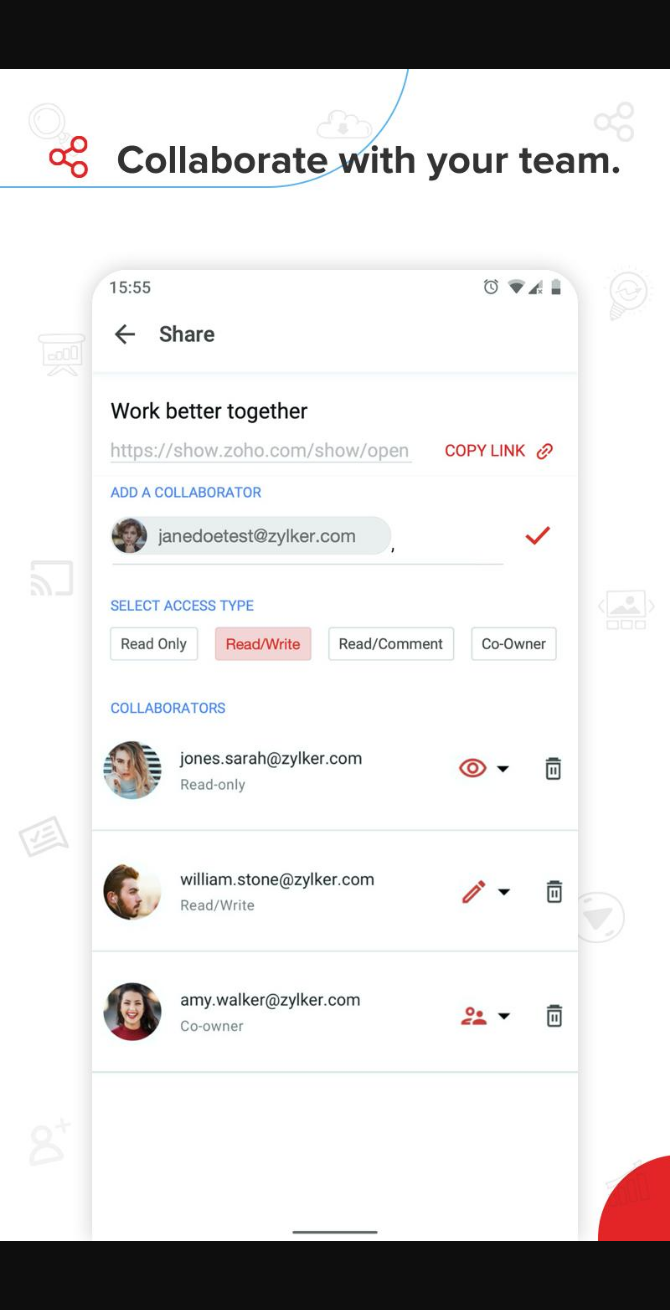 Collaborate with your team.
15:55
Share
Work better together
https://show.zoho.com/show/open
COPY LINK
ADD A COLLABORATOR
janedoetest@zylker.com ,
SELECT ACCESS TYPE
Read Only Read/Write Read/Comment Co-Owner
COLLABORATORS
jones.sarah@zylker.com
Read-only
william.stone@zylker.com
Read/Write
amy.walker@zylker.com
Co-owner